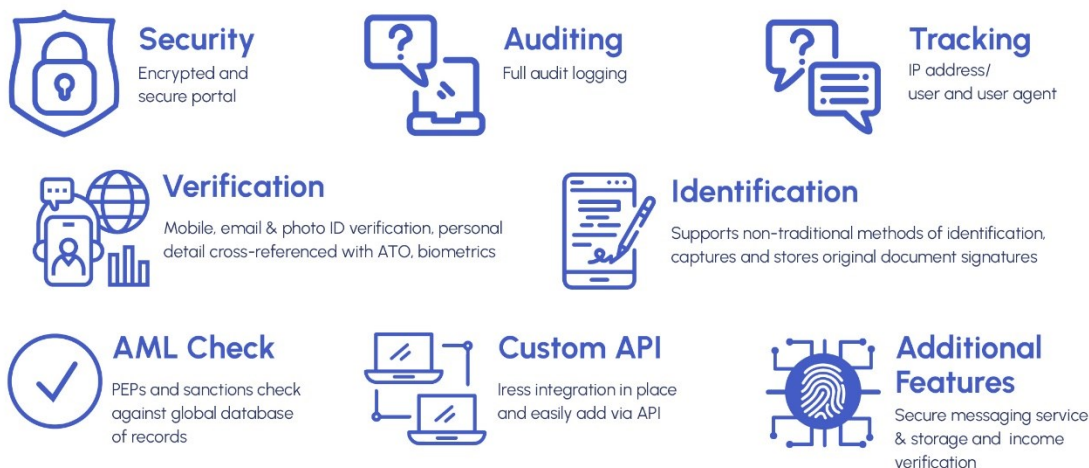 Security
Encrypted and
secure portal
Auditing
Full audit logging
Tracking
IP address/
user and user agent
Verification
Mobile, email & photo ID verification, personal
detail cross-referenced with ATO, biometrics
Identification
Supports non-traditional methods of identification,
captures and stores original document signatures
AML Check
PEPs and sanctions check
against global database
of records
Custom API
Iress integration in place
and easily add via API
Additional
Features
Secure messaging service
& storage and income
verification